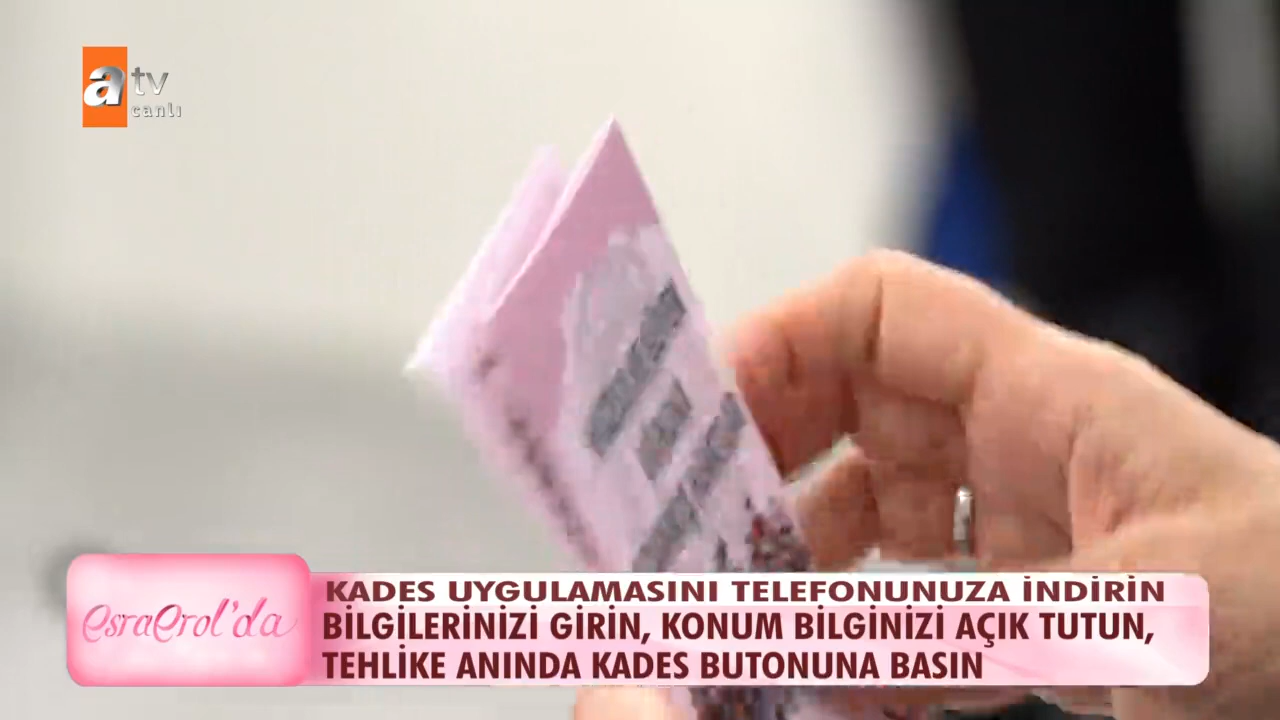 atv
canlı
esraerol'da
KADES UYGULAMASINI TELEFONUNUZA İNDİRİN
BİLGİLERİNİZİ GİRİN, KONUM BİLGİNİZİ AÇIK TUTUN,
TEHLİKE ANINDA KADES BUTONUNA BASIN